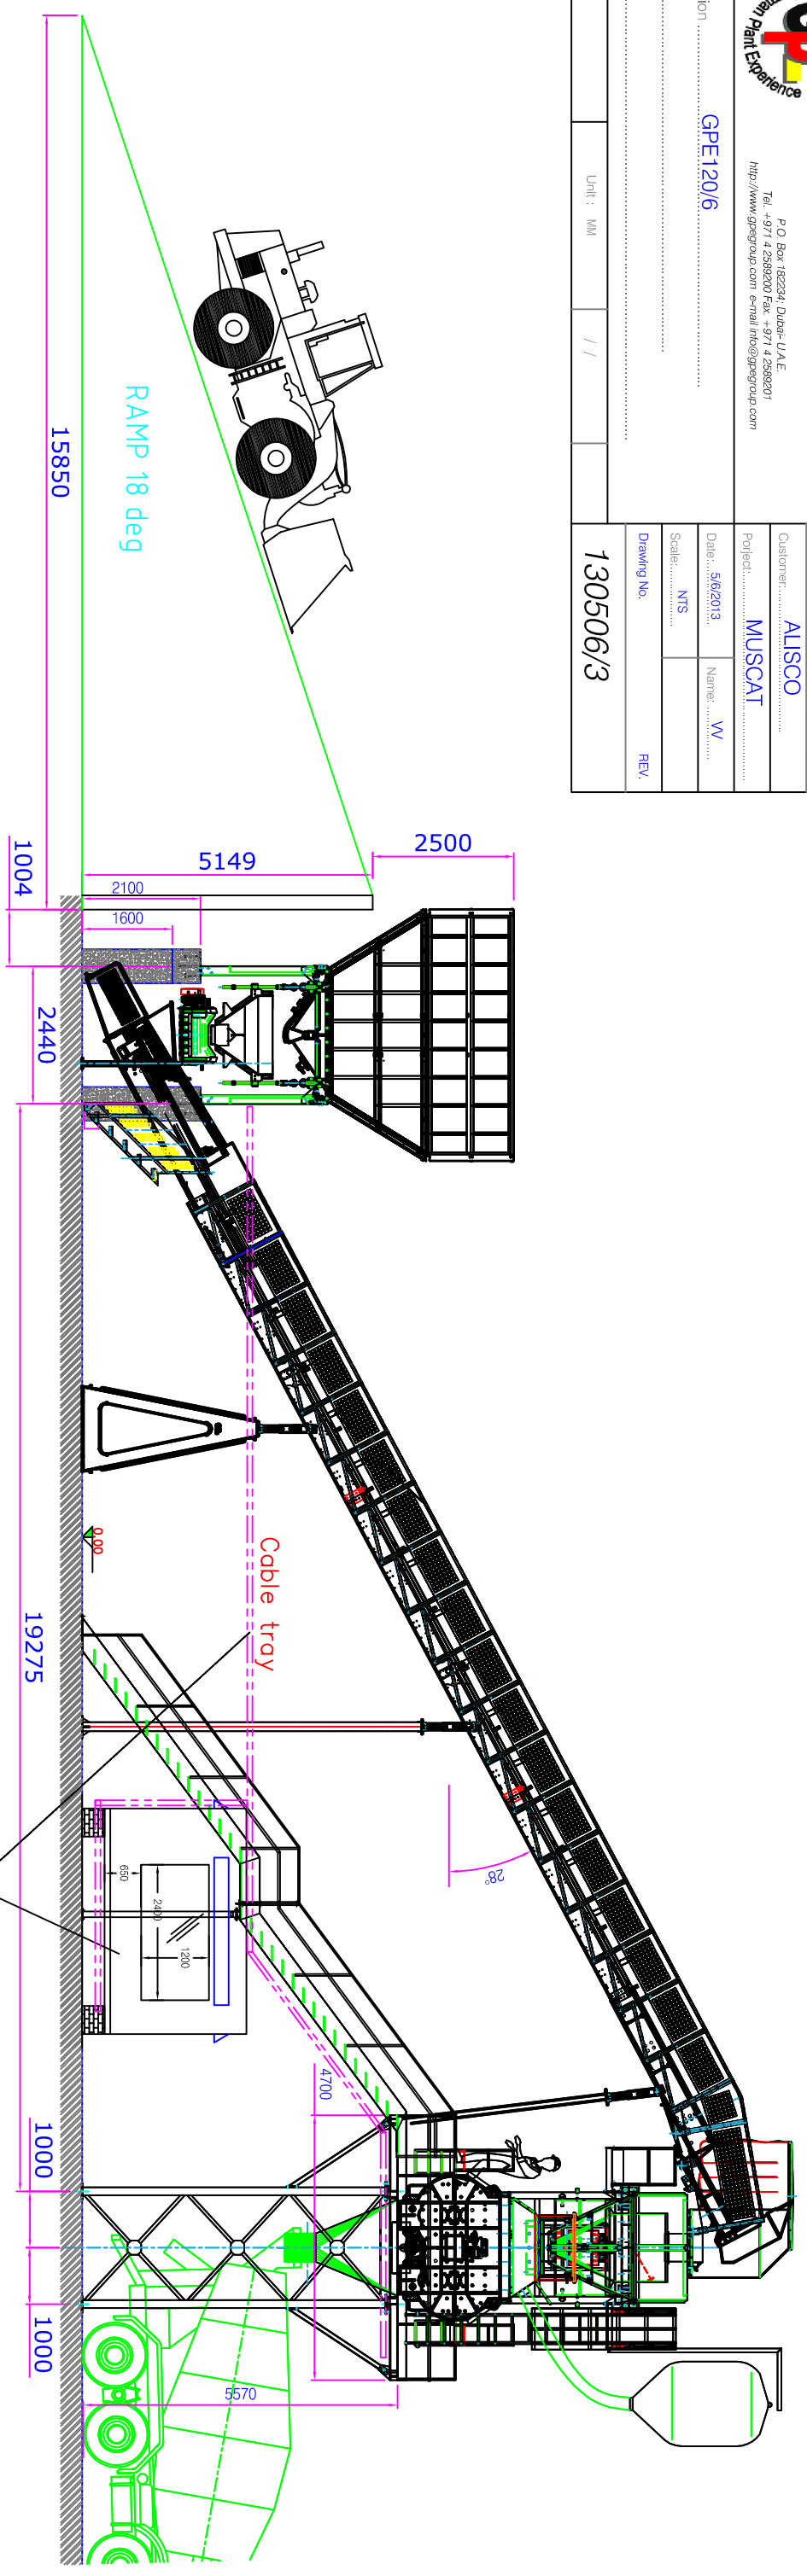 man Plant Experience
P.O. Box 182234; Dubai- U.A.E.
Tel. +971 4 2589200 Fax. +971 4 2589201
http://www.gpegroup.com e-mail info@gpegroup.com
GPE120/6
Unit : MM
/ /
Customer: ALISCO
Porject: MUSCAT
Date: 5/6/2013
Name: VV
Scale: NTS
Drawing No.
REV.
130506/3
RAMP 18 deg
15850
1004
5149
2500
2100
1600
2440
Cable tray
0.00
19275
28°
650
2400
1200
4700
1000
1000
5570